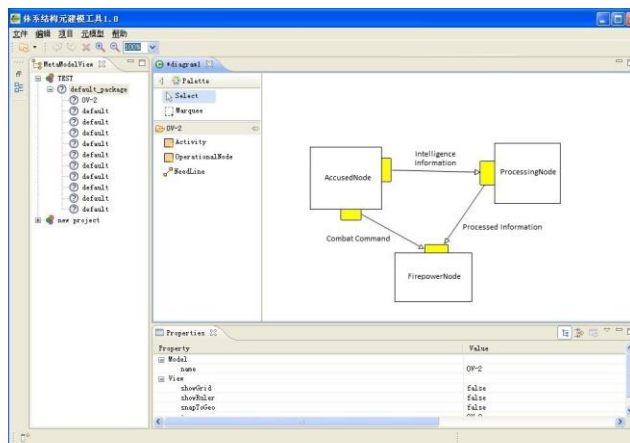 体系结构元建模工具1.0
文件 编辑 项目 元模型 帮助
100%
MetaModelView
TEST
default_package
OV-2
default
default
default
default
default
default
default
default
default
new project
*diagram1
Palette
Select
Marquee
OV-2
Activity
OperationalNode
NeedLine
AccusedNode
Intelligence
Information
ProcessingNode
Combat Command
Processed Information
FirepowerNode
Properties
Property Value
Model
name OV-2
View
showGrid false
showRuler false
snapToGeo false